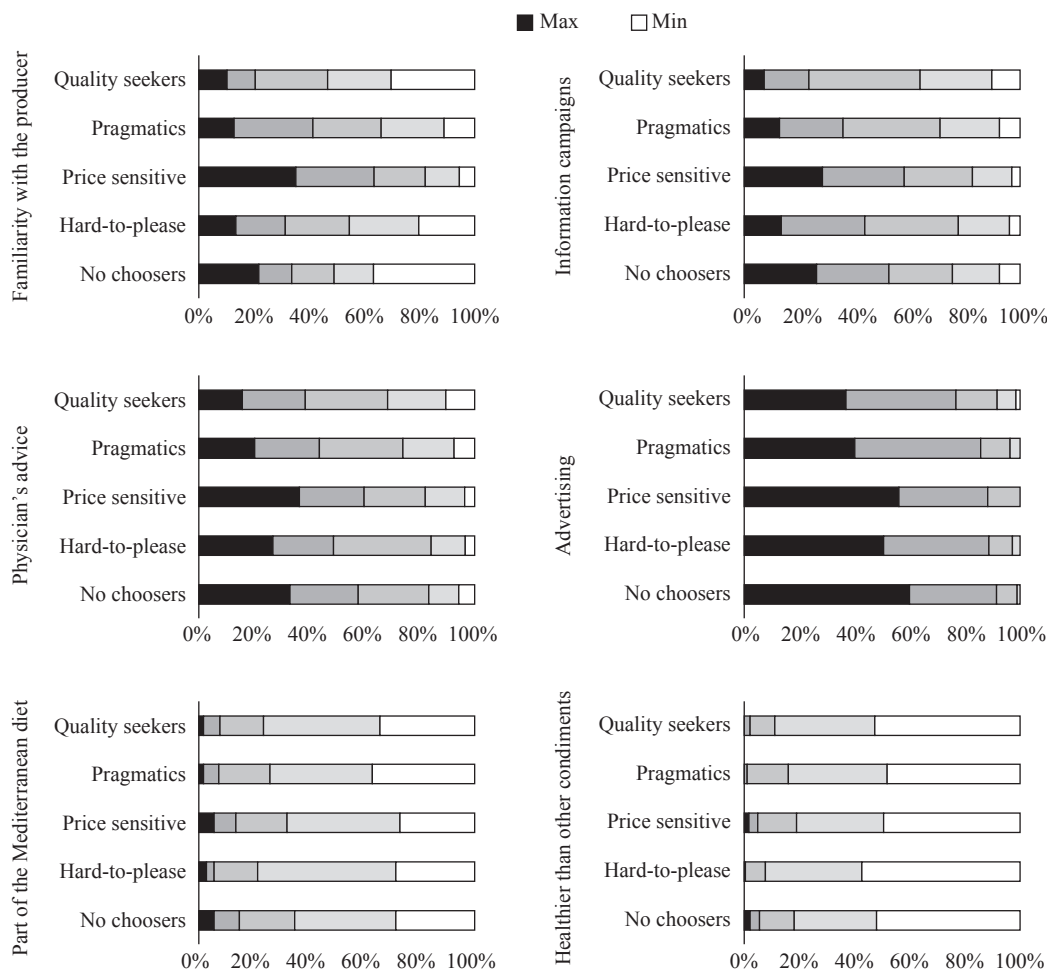 Max Min
Familiarity with the producer
Quality seekers
Pragmatics
Price sensitive
Hard-to-please
No choosers
0% 20% 40% 60% 80% 100%
Information campaigns
Quality seekers
Pragmatics
Price sensitive
Hard-to-please
No choosers
0% 20% 40% 60% 80% 100%
Physician's advice
Quality seekers
Pragmatics
Price sensitive
Hard-to-please
No choosers
0% 20% 40% 60% 80% 100%
Advertising
Quality seekers
Pragmatics
Price sensitive
Hard-to-please
No choosers
0% 20% 40% 60% 80% 100%
Part of the Mediterranean diet
Quality seekers
Pragmatics
Price sensitive
Hard-to-please
No choosers
0% 20% 40% 60% 80% 100%
Healthier than other condiments
Quality seekers
Pragmatics
Price sensitive
Hard-to-please
No choosers
0% 20% 40% 60% 80% 100%